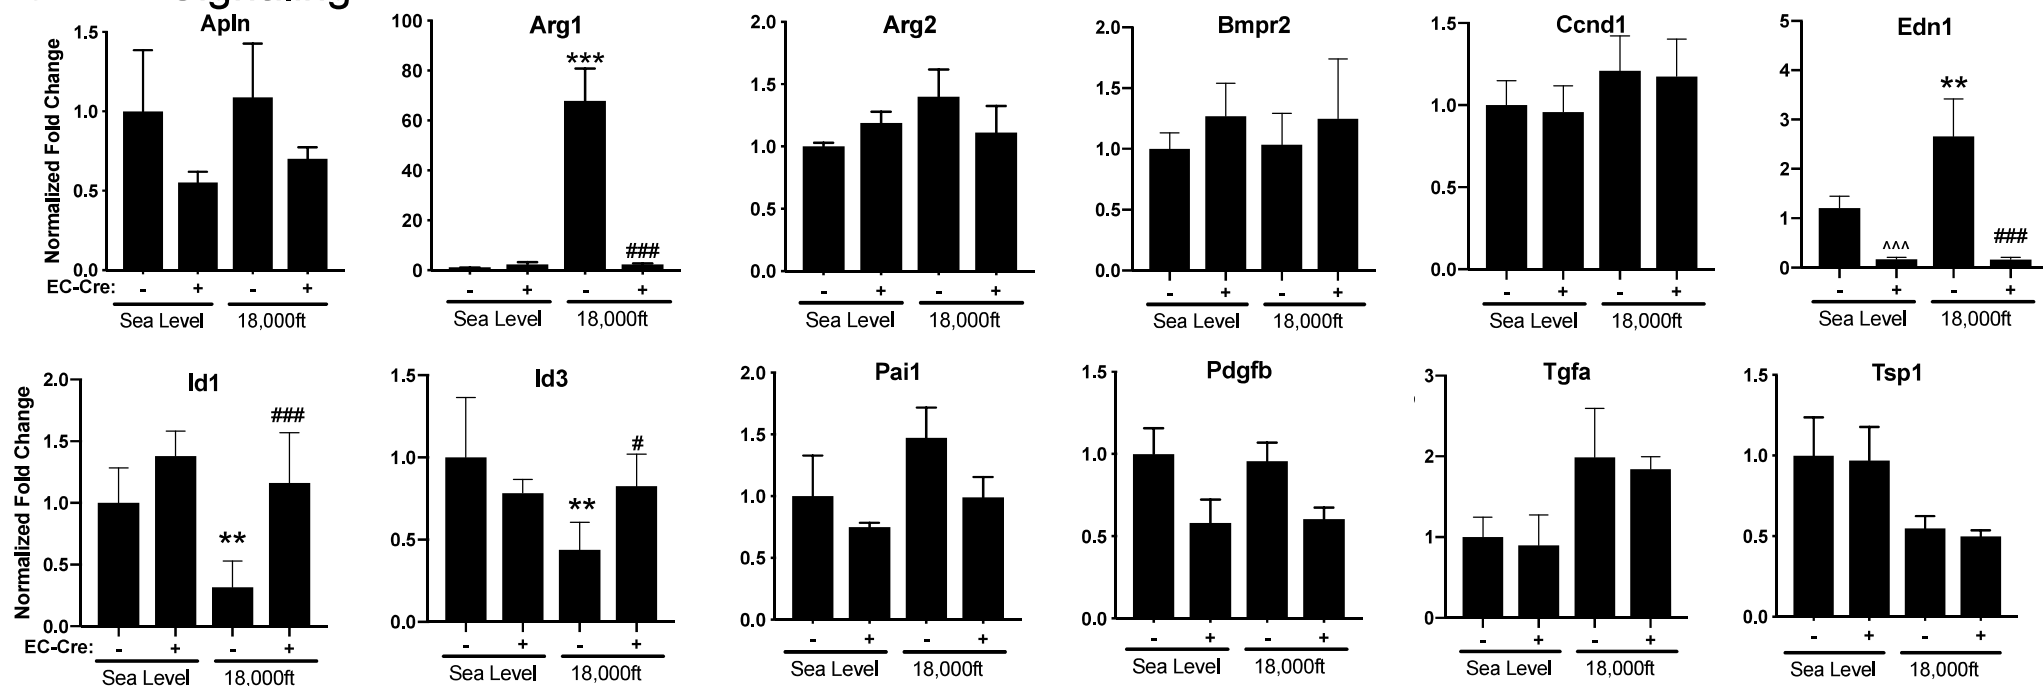 Signaling
Apln
Normalized Fold Change
1.5
1.0
0.5
0.0
EC-Cre: - + - +
Sea Level 18,000ft
Arg1
100
80
60
40
20
0
***
###
- + - +
Sea Level 18,000ft
Arg2
2.0
1.5
1.0
0.5
0.0
- + - +
Sea Level 18,000ft
Bmpr2
2.0
1.5
1.0
0.5
0.0
- + - +
Sea Level 18,000ft
Ccnd1
1.5
1.0
0.5
0.0
- + - +
Sea Level 18,000ft
Edn1
5
4
3
2
1
0
**
^^^
###
- + - +
Sea Level 18,000ft
Id1
Normalized Fold Change
2.0
1.5
1.0
0.5
0.0
###
**
EC-Cre: - + - +
Sea Level 18,000ft
Id3
1.5
1.0
0.5
0.0
#
**
- + - +
Sea Level 18,000ft
Pai1
2.0
1.5
1.0
0.5
0.0
- + - +
Sea Level 18,000ft
Pdgfb
1.5
1.0
0.5
0.0
- + - +
Sea Level 18,000ft
Tgfa
3
2
1
0
- + - +
Sea Level 18,000ft
Tsp1
1.5
1.0
0.5
0.0
- + - +
Sea Level 18,000ft